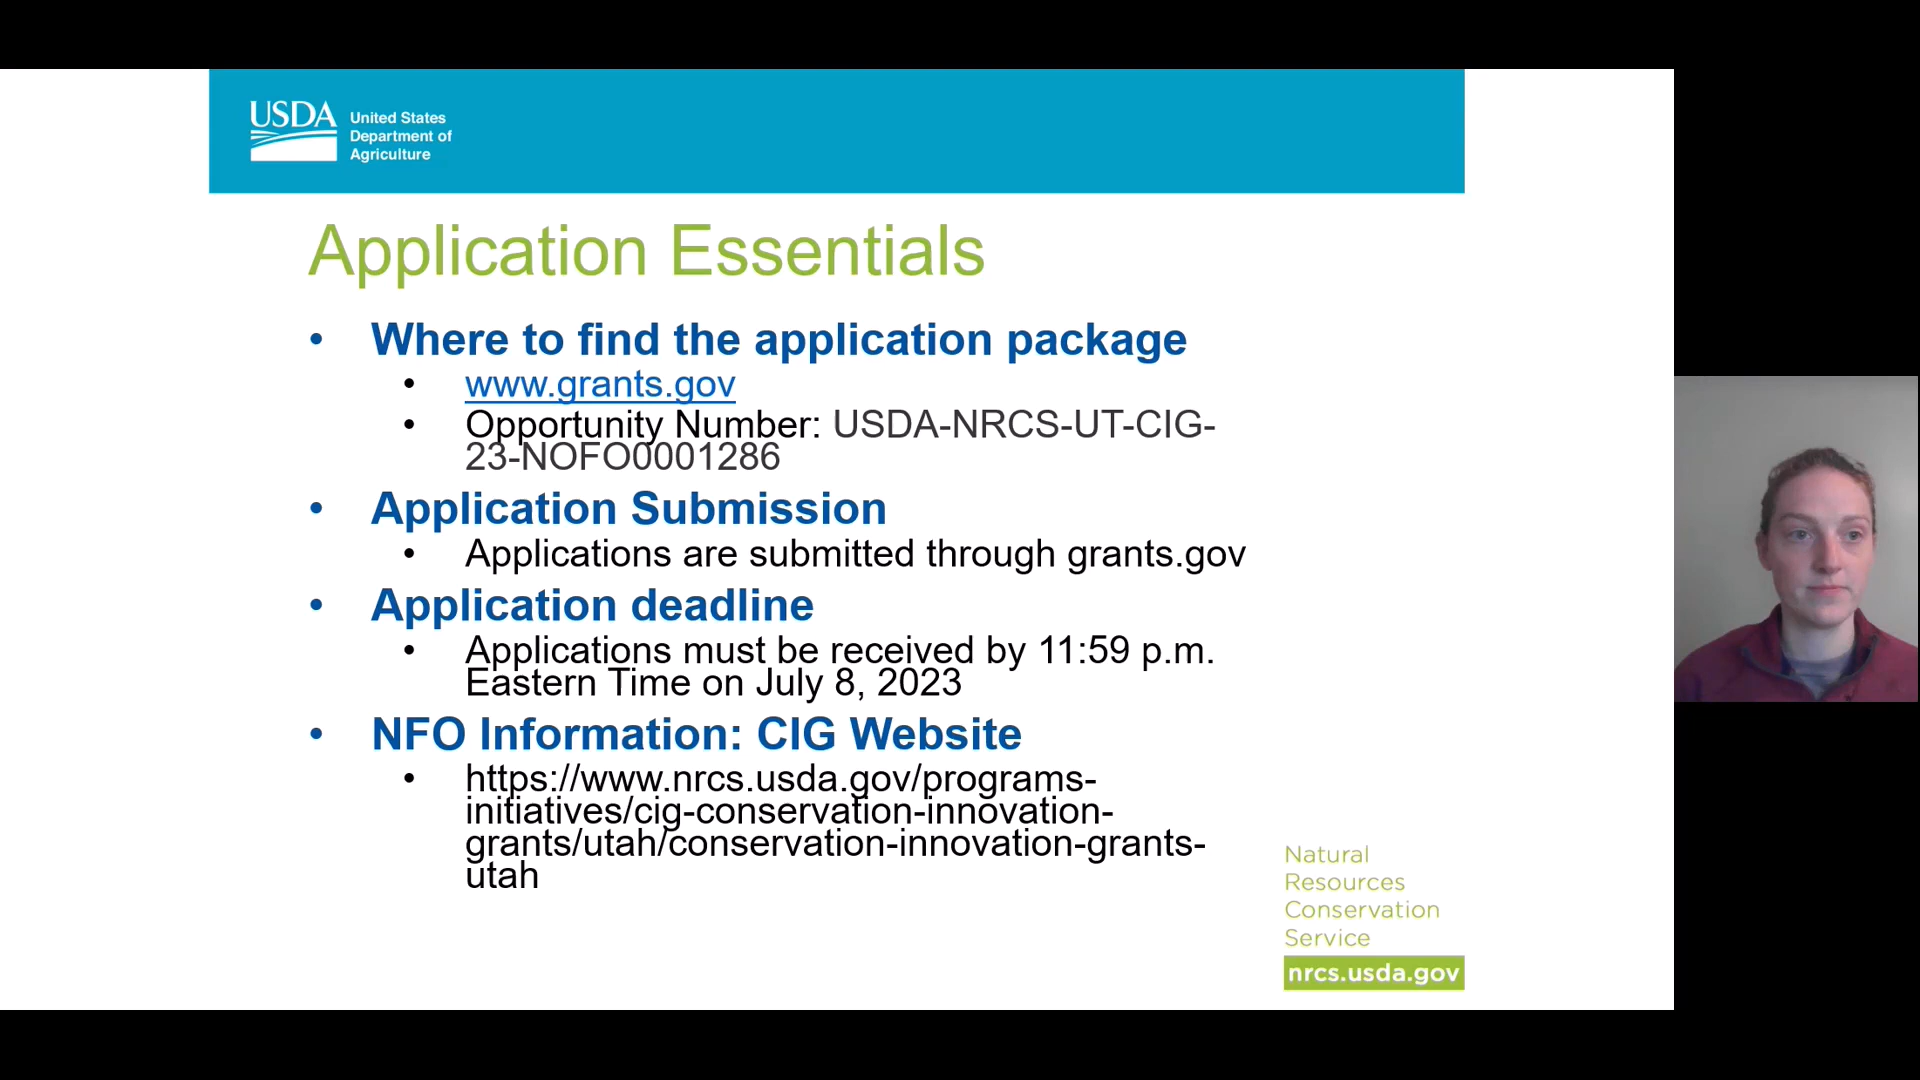 USDA
United States
Department of
Agriculture
Application Essentials
• Where to find the application package
• www.grants.gov
• Opportunity Number: USDA-NRCS-UT-CIG-
23-NOFO0001286
• Application Submission
• Applications are submitted through grants.gov
• Application deadline
• Applications must be received by 11:59 p.m.
Eastern Time on July 8, 2023
• NFO Information: CIG Website
• https://www.nrcs.usda.gov/programs-
initiatives/cig-conservation-innovation-
grants/utah/conservation-innovation-grants-
utah
Natural
Resources
Conservation
Service
nrcs.usda.gov